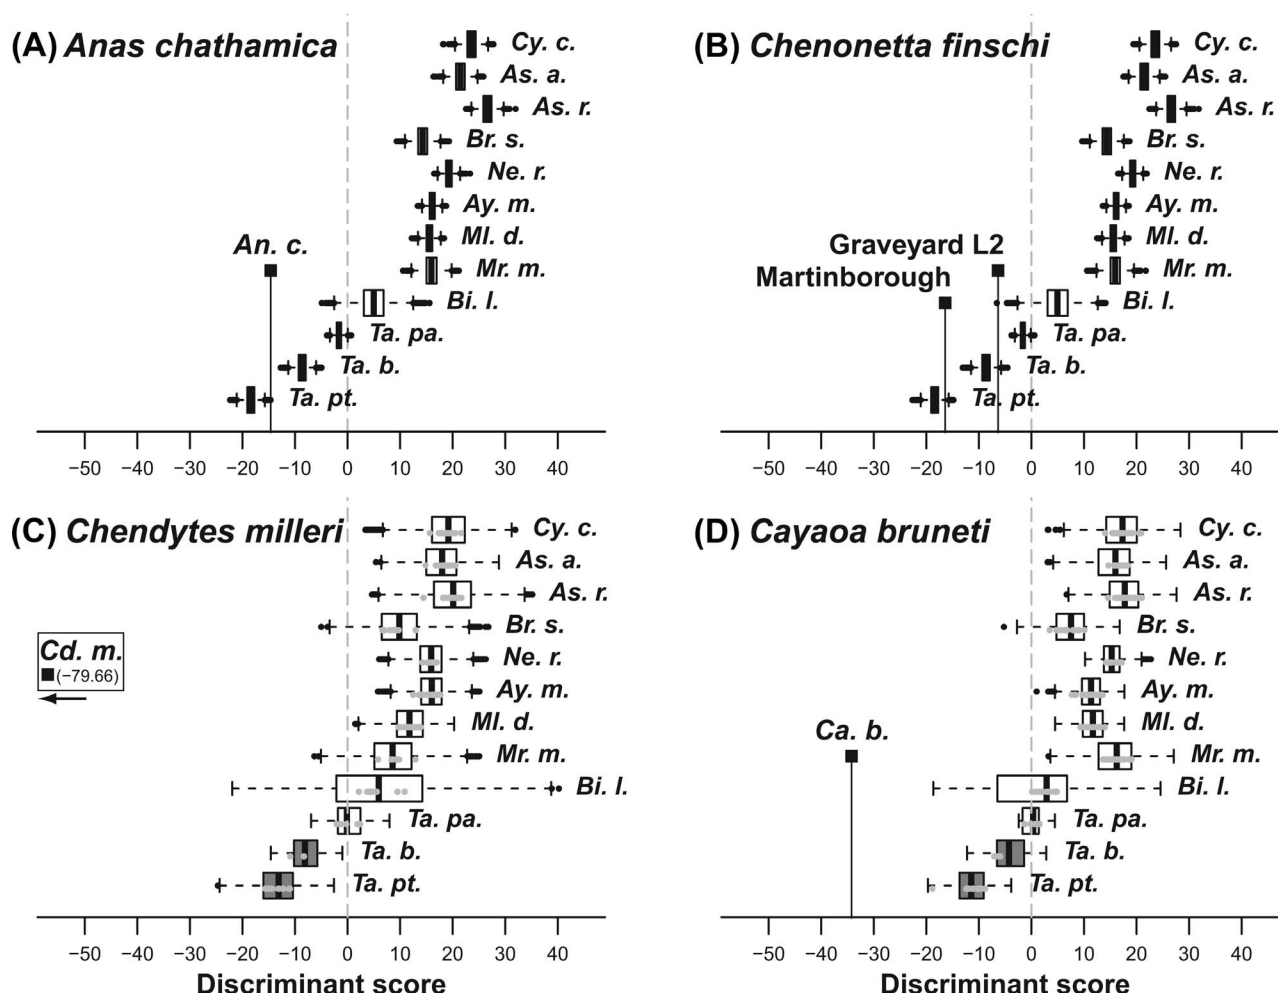 (A) Anas chathamica
Cy. c.
As. a.
As. r.
Br. s.
Ne. r.
Ay. m.
Ml. d.
An. c.
Mr. m.
Bi. l.
Ta. pa.
Ta. b.
Ta. pt.
−50 −40 −30 −20 −10 0 10 20 30 40
(B) Chenonetta finschi
Cy. c.
As. a.
As. r.
Br. s.
Ne. r.
Ay. m.
Ml. d.
Graveyard L2
Mr. m.
Martinborough
Bi. l.
Ta. pa.
Ta. b.
Ta. pt.
−50 −40 −30 −20 −10 0 10 20 30 40
(C) Chendytes milleri
Cy. c.
As. a.
As. r.
Br. s.
Cd. m.
(−79.66)
Ne. r.
Ay. m.
Ml. d.
Mr. m.
Bi. l.
Ta. pa.
Ta. b.
Ta. pt.
−50 −40 −30 −20 −10 0 10 20 30 40
Discriminant score
(D) Cayaoa bruneti
Cy. c.
As. a.
As. r.
Br. s.
Ne. r.
Ay. m.
Ml. d.
Ca. b.
Mr. m.
Bi. l.
Ta. pa.
Ta. b.
Ta. pt.
−50 −40 −30 −20 −10 0 10 20 30 40
Discriminant score